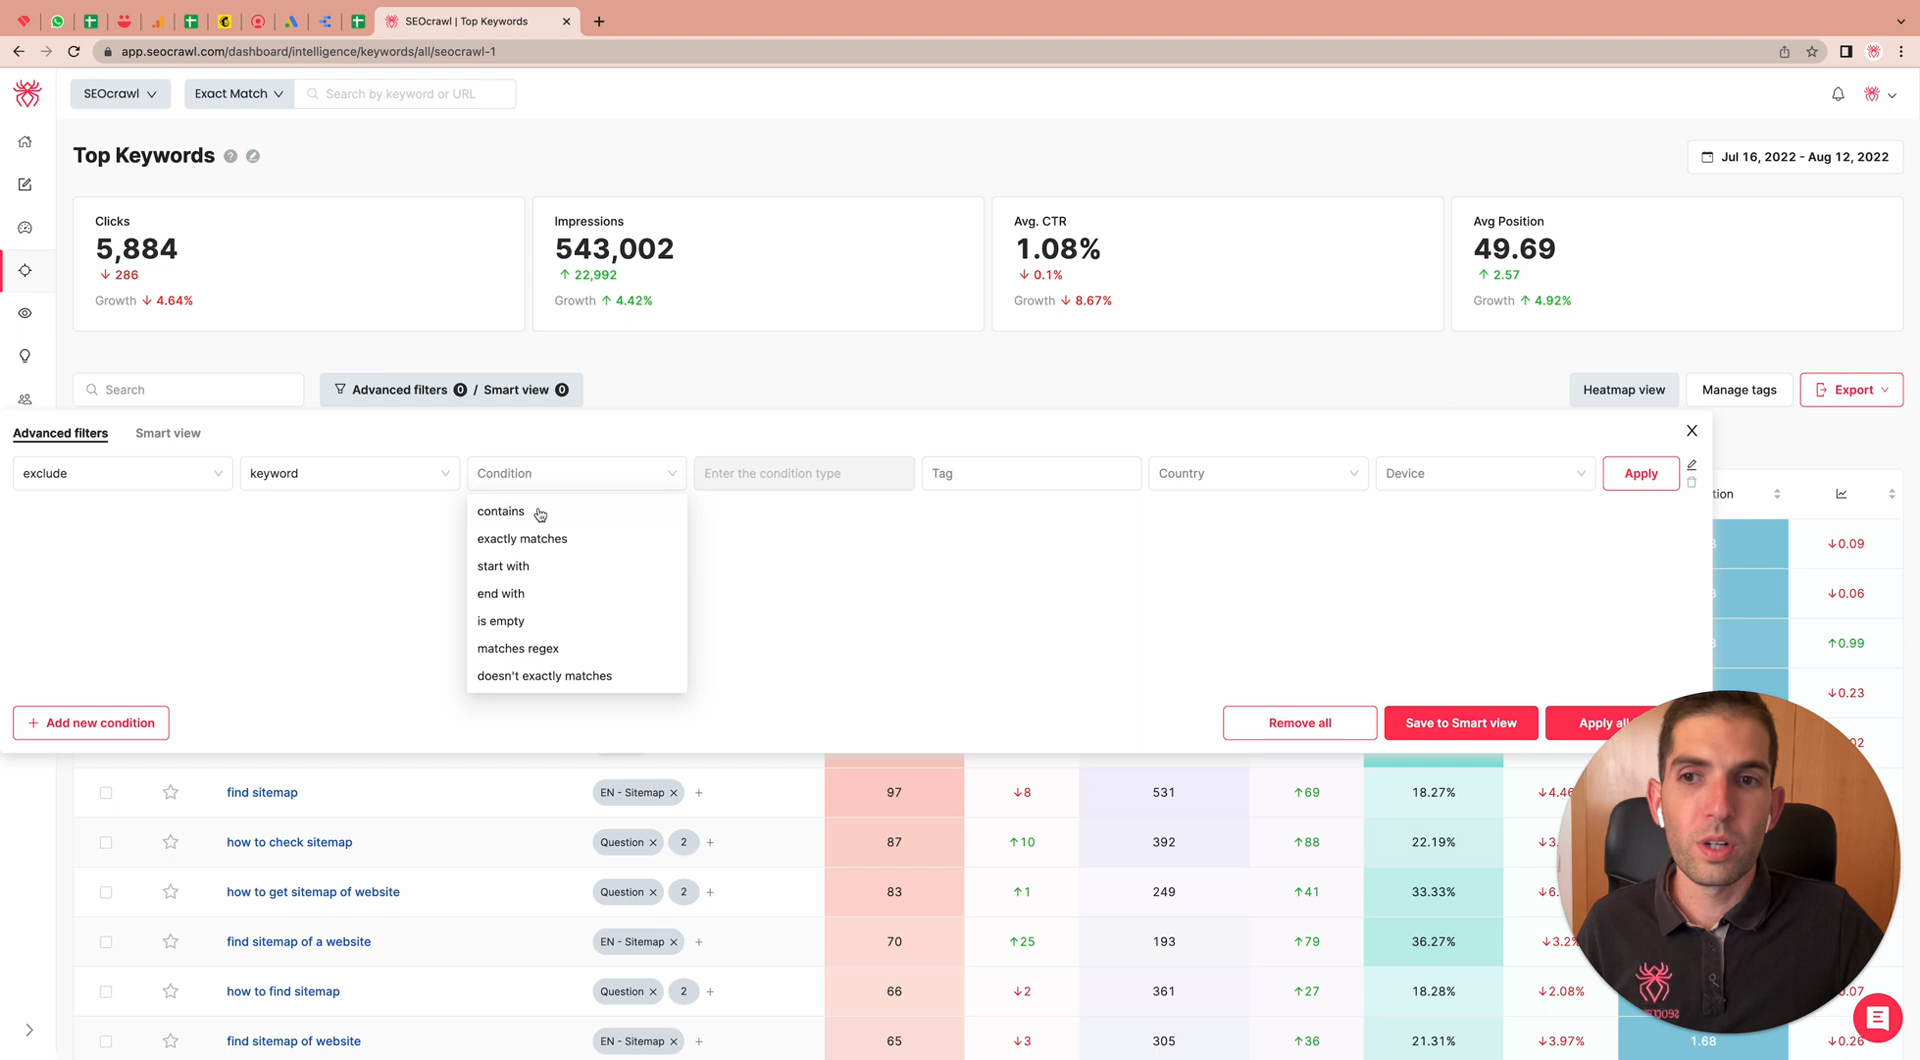 SEOcrawl | Top Keywords
app.seocrawl.com/dashboard/intelligence/keywords/all/seocrawl-1
SEOcrawl
Exact Match
Search by keyword or URL
Top Keywords
Jul 16, 2022 - Aug 12, 2022
Clicks
5,884
↓ 286
Growth ↓ 4.64%
Impressions
543,002
↑ 22,992
Growth ↑ 4.42%
Avg. CTR
1.08%
↓ 0.1%
Growth ↓ 8.67%
Avg Position
49.69
↑ 2.57
Growth ↑ 4.92%
Search
Advanced filters 0 / Smart view 0
Heatmap view
Manage tags
Export
Advanced filters
Smart view
exclude
keyword
Condition
Enter the condition type
Tag
Country
Device
Apply
contains
exactly matches
start with
end with
is empty
matches regex
doesn't exactly matches
tion
↓0.09
↓0.06
↑0.99
↓0.23
+ Add new condition
Remove all
Save to Smart view
Apply all
find sitemap EN - Sitemap × + 97 ↓8 531 ↑69 18.27% ↓4.46
how to check sitemap Question × 2 + 87 ↑10 392 ↑88 22.19% ↓3.
how to get sitemap of website Question × 2 + 83 ↑1 249 ↑41 33.33% ↓6.
find sitemap of a website EN - Sitemap × + 70 ↑25 193 ↑79 36.27% ↓3.2%
how to find sitemap Question × 2 + 66 ↓2 361 ↑27 18.28% ↓2.08%
find sitemap of website EN - Sitemap × + 65 ↓3 305 ↑36 21.31% ↓3.97% 1.68 ↓0.26